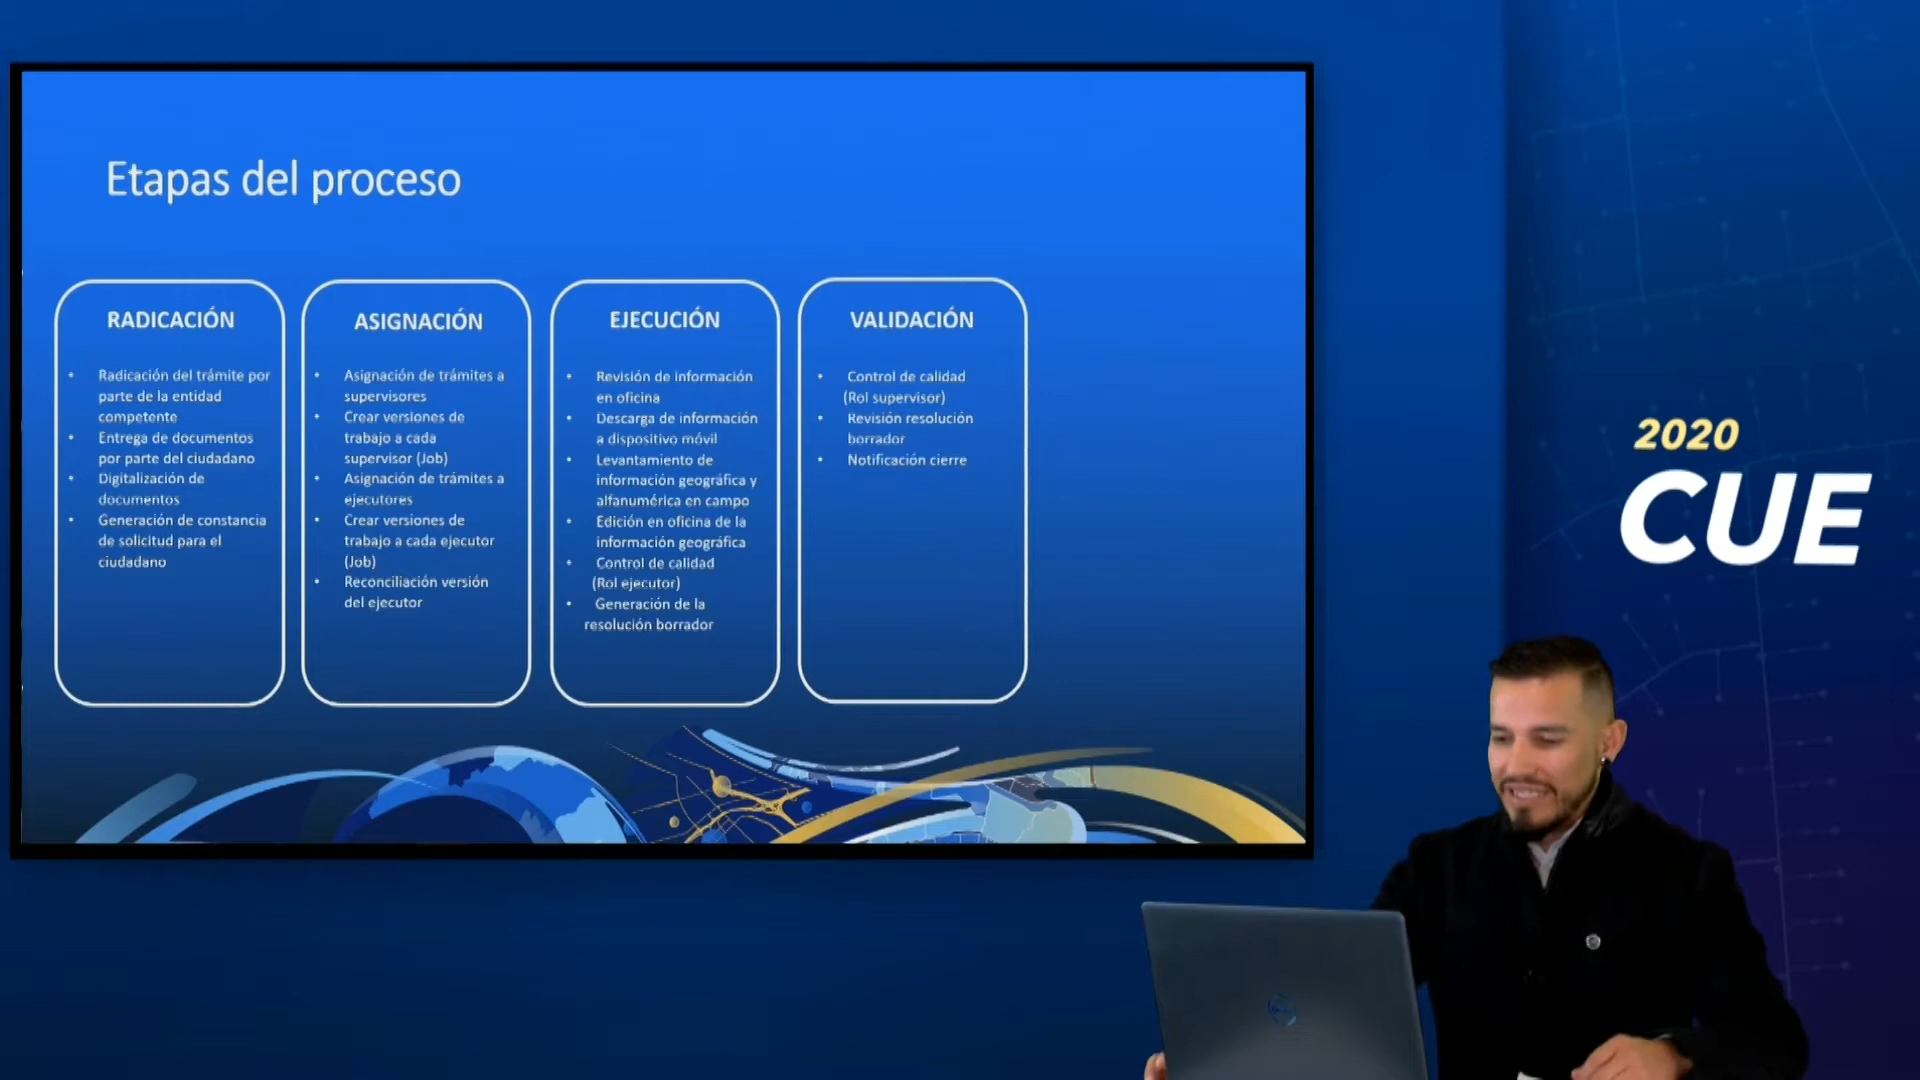 Etapas del proceso
RADICACIÓN
• Radicación del trámite por
parte de la entidad
competente
• Entrega de documentos
por parte del ciudadano
• Digitalización de
documentos
• Generación de constancia
de solicitud para el
ciudadano
ASIGNACIÓN
• Asignación de trámites a
supervisores
• Crear versiones de
trabajo a cada
supervisor (Job)
• Asignación de trámites a
ejecutores
• Crear versiones de
trabajo a cada ejecutor
(Job)
• Reconciliación versión
del ejecutor
EJECUCIÓN
• Revisión de información
en oficina
• Descarga de información
a dispositivo móvil
• Levantamiento de
información geográfica y
alfanumérica en campo
• Edición en oficina de la
información geográfica
• Control de calidad
(Rol ejecutor)
• Generación de la
resolución borrador
VALIDACIÓN
• Control de calidad
(Rol supervisor)
• Revisión resolución
borrador
• Notificación cierre
2020
CUE